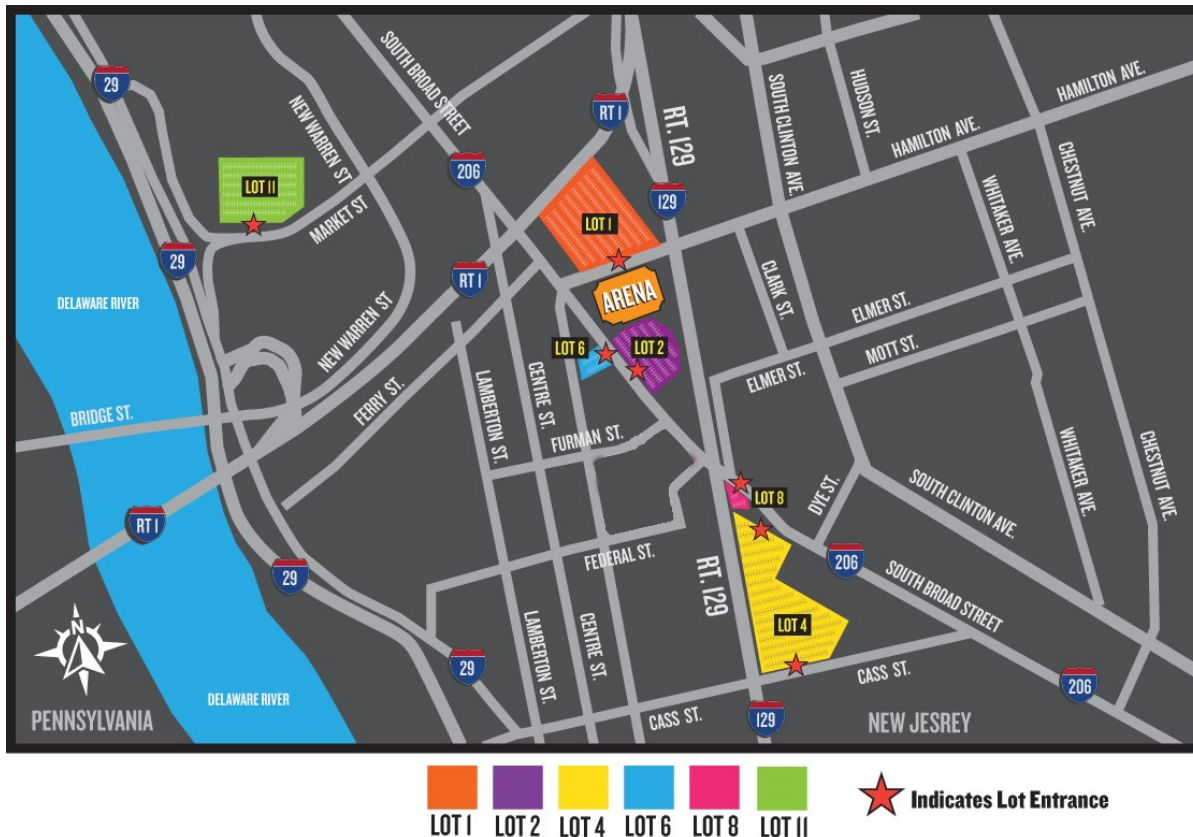 29
SOUTH BROAD STREET
NEW WARREN ST
RT 1
RT. 129
SOUTH CLINTON AVE.
HUDSON ST.
HAMILTON AVE.
HAMILTON AVE.
206
LOT 11
MARKET ST
129
WHITAKER AVE.
CHESTNUT AVE.
LOT 1
29
RT 1
ARENA
CLARK ST.
ELMER ST.
DELAWARE RIVER
NEW WARREN ST
LOT 6
LOT 2
MOTT ST.
ELMER ST.
BRIDGE ST.
FERRY ST.
LAMBERTON ST.
CENTRE ST.
FURMAN ST.
WHITAKER AVE.
CHESTNUT AVE.
LOT 8
DYE ST.
SOUTH CLINTON AVE.
RT 1
FEDERAL ST.
RT. 129
206
29
SOUTH BROAD STREET
LOT 4
N
LAMBERTON ST.
CENTRE ST.
29
CASS ST.
206
DELAWARE RIVER
PENNSYLVANIA
CASS ST.
129
NEW JESREY
LOT 1
LOT 2
LOT 4
LOT 6
LOT 8
LOT 11
Indicates Lot Entrance